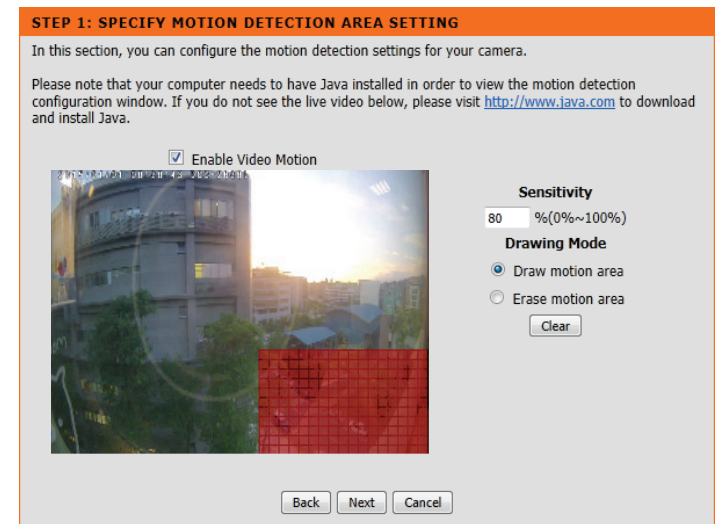 STEP 1: SPECIFY MOTION DETECTION AREA SETTING
In this section, you can configure the motion detection settings for your camera.
Please note that your computer needs to have Java installed in order to view the motion detection
configuration window. If you do not see the live video below, please visit http://www.java.com to download
and install Java.
Enable Video Motion
Sensitivity
80 %(0%~100%)
Drawing Mode
Draw motion area
Erase motion area
Clear
Back Next Cancel